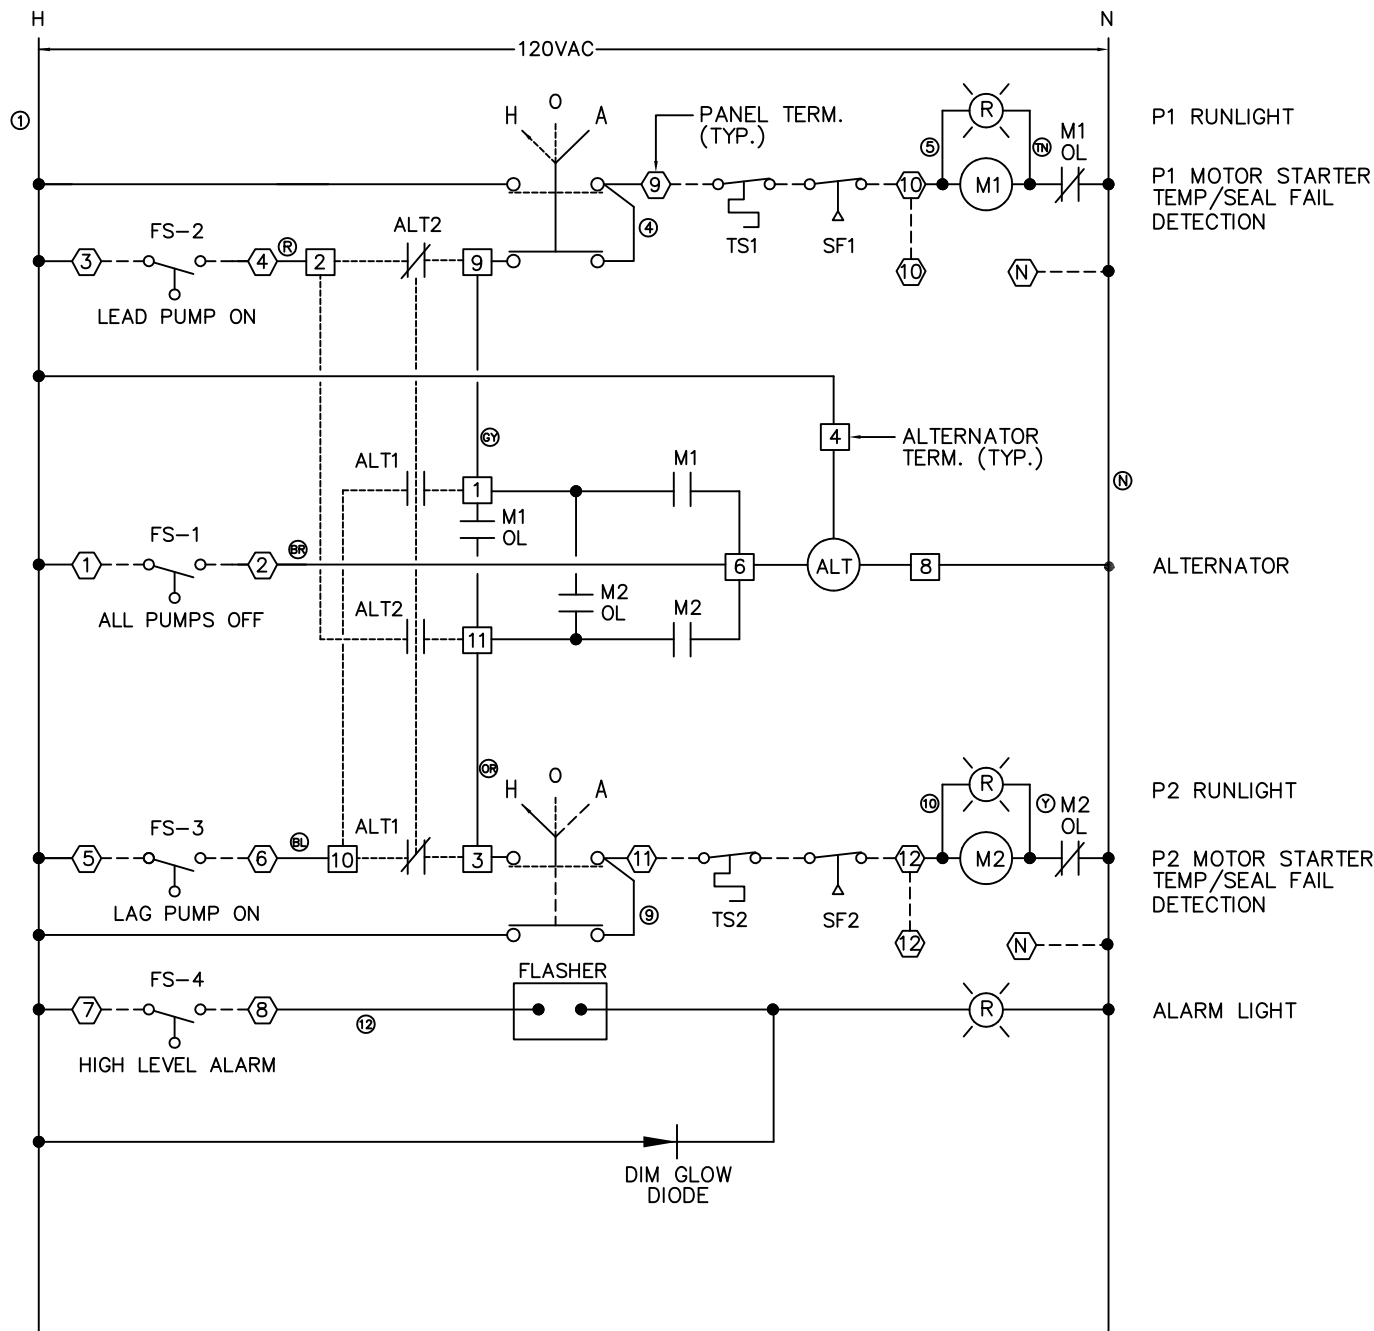 H N
120VAC
1
H O A
PANEL TERM.
(TYP.)
R
P1 RUNLIGHT
5 TN M1
OL
9 10 M1
P1 MOTOR STARTER
TEMP/SEAL FAIL
DETECTION
TS1 SF1
4
10 N
FS-2 ALT2
3 4 R 2 9
LEAD PUMP ON
4 ALTERNATOR
TERM. (TYP.)
GY
N
ALT1 1 M1
M1
OL
FS-1
1 2 BR 6 ALT 8 ALTERNATOR
ALL PUMPS OFF
ALT2 11 M2
OL
M2
OR
H O A
R
P2 RUNLIGHT
10 Y M2
OL
FS-3 ALT1
5 6 BL 10 3 11 12 M2
P2 MOTOR STARTER
TEMP/SEAL FAIL
DETECTION
LAG PUMP ON
9 TS2 SF2
12 N
FS-4 FLASHER
7 8 12 R ALARM LIGHT
HIGH LEVEL ALARM
DIM GLOW
DIODE